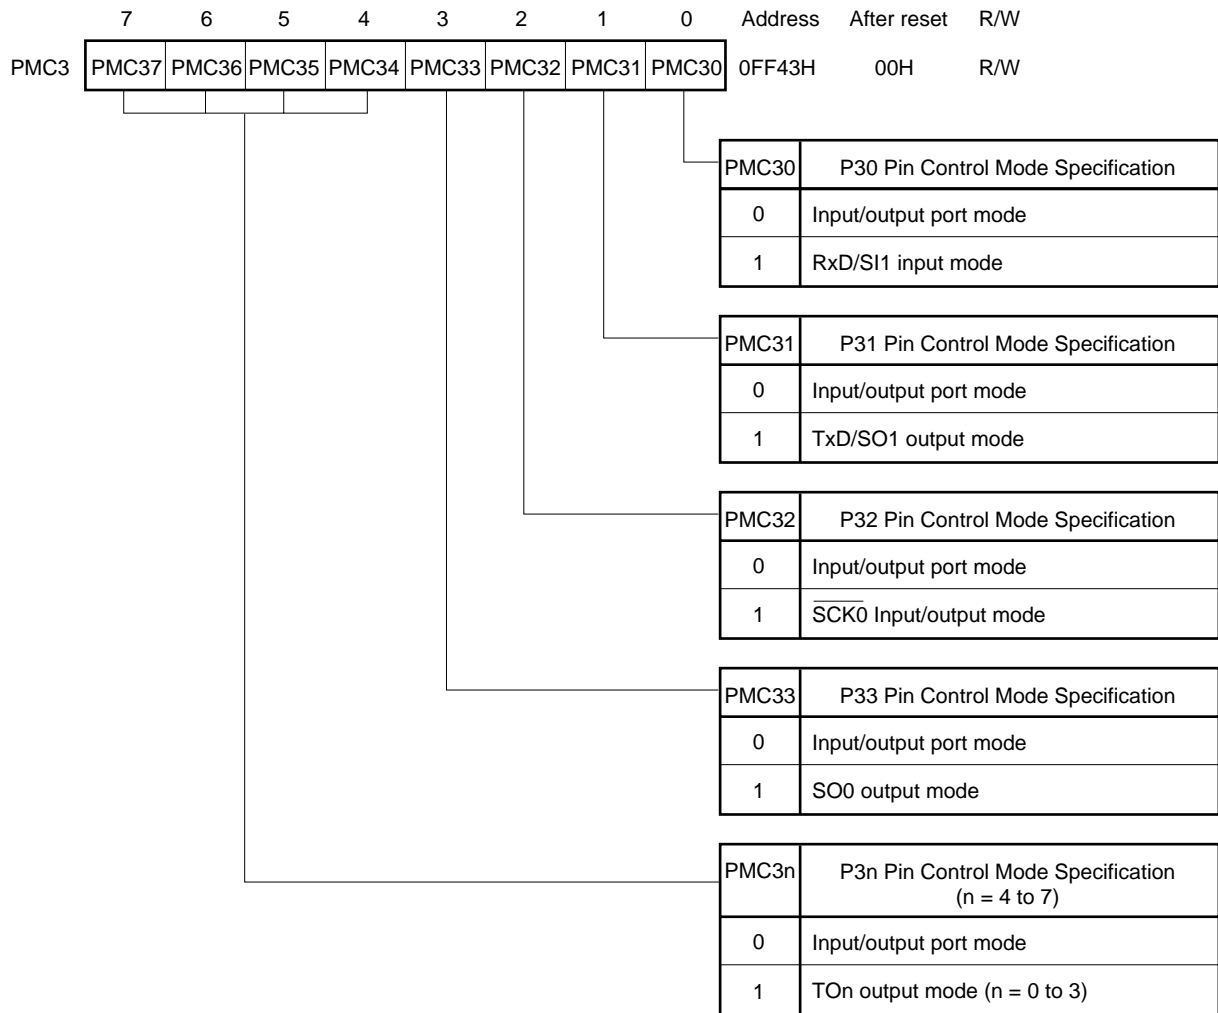 7 6 5 4 3 2 1 0 Address After reset R/W
PMC3 PMC37 PMC36 PMC35 PMC34 PMC33 PMC32 PMC31 PMC30 0FF43H 00H R/W
PMC30 P30 Pin Control Mode Specification
0 Input/output port mode
1 RxD/SI1 input mode
PMC31 P31 Pin Control Mode Specification
0 Input/output port mode
1 TxD/SO1 output mode
PMC32 P32 Pin Control Mode Specification
0 Input/output port mode
1 S̅C̅K̅0̅ Input/output mode
PMC33 P33 Pin Control Mode Specification
0 Input/output port mode
1 SO0 output mode
PMC3n P3n Pin Control Mode Specification
(n = 4 to 7)
0 Input/output port mode
1 TOn output mode (n = 0 to 3)